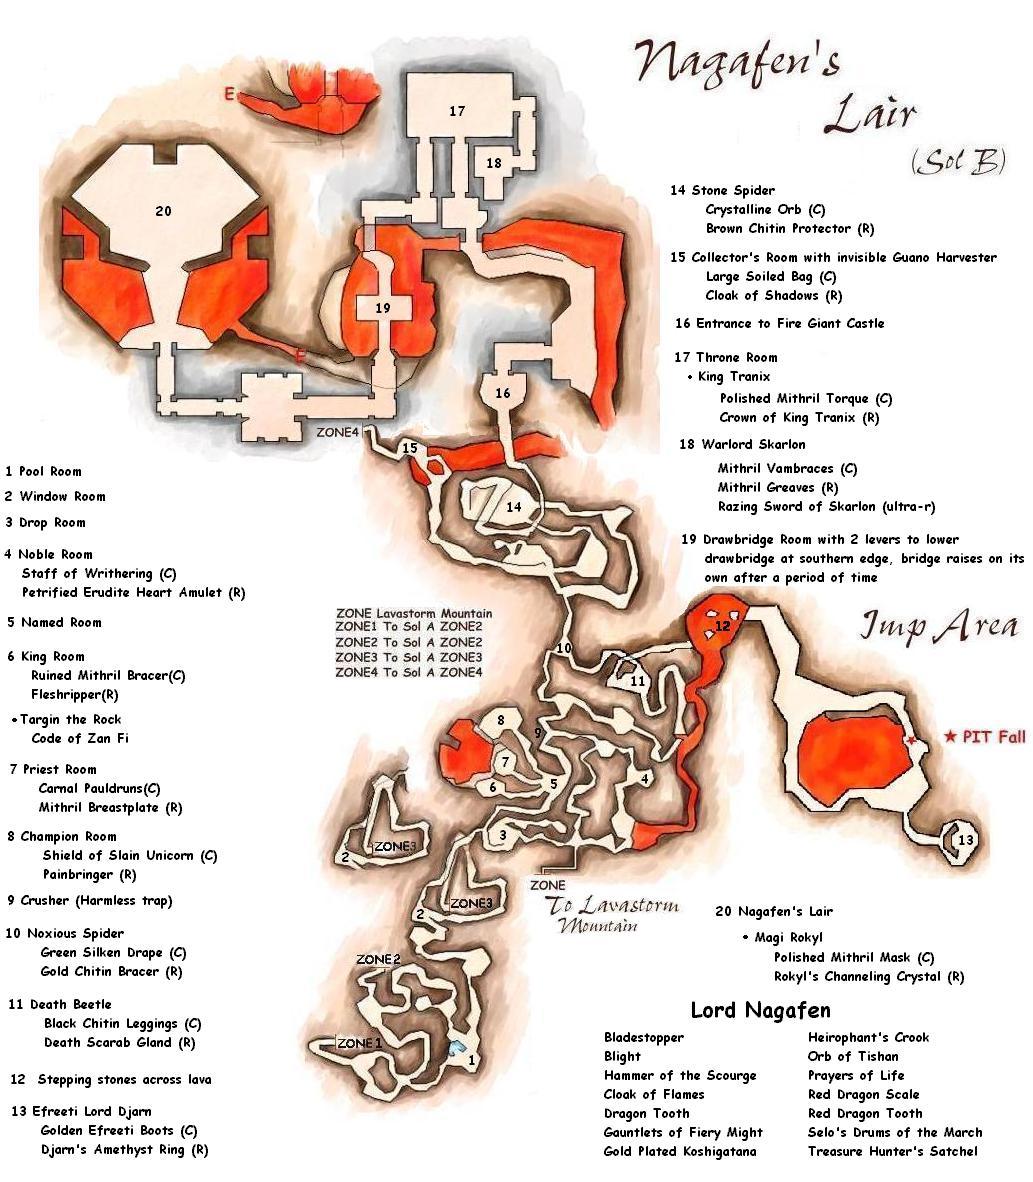 Nagafen's
Lair
(Sol B)
14 Stone Spider
Crystalline Orb (C)
Brown Chitin Protector (R)
15 Collector's Room with invisible Guano Harvester
Large Soiled Bag (C)
Cloak of Shadows (R)
16 Entrance to Fire Giant Castle
17 Throne Room
• King Tranix
Polished Mithril Torque (C)
Crown of King Tranix (R)
18 Warlord Skarlon
Mithril Vambraces (C)
Mithril Greaves (R)
Razing Sword of Skarlon (ultra-r)
19 Drawbridge Room with 2 levers to lower
drawbridge at southern edge, bridge raises on its
own after a period of time
Imp Area
★ PIT Fall
E
17
18
20
19
E
16
ZONE4
15
14
1 Pool Room
2 Window Room
3 Drop Room
4 Noble Room
Staff of Writhering (C)
Petrified Erudite Heart Amulet (R)
5 Named Room
6 King Room
Ruined Mithril Bracer(C)
Fleshripper(R)
• Targin the Rock
Code of Zan Fi
7 Priest Room
Carnal Pauldruns(C)
Mithril Breastplate (R)
8 Champion Room
Shield of Slain Unicorn (C)
Painbringer (R)
9 Crusher (Harmless trap)
10 Noxious Spider
Green Silken Drape (C)
Gold Chitin Bracer (R)
11 Death Beetle
Black Chitin Leggings (C)
Death Scarab Gland (R)
12 Stepping stones across lava
13 Efreeti Lord Djarn
Golden Efreeti Boots (C)
Djarn's Amethyst Ring (R)
ZONE Lavastorm Mountain
ZONE1 To Sol A ZONE2
ZONE2 To Sol A ZONE2
ZONE3 To Sol A ZONE3
ZONE4 To Sol A ZONE4
12
10
11
8
9
7
4
6
5
3
13
2
ZONE3
ZONE
To Lavastorm
Mountain
2
ZONE3
ZONE2
ZONE1
1
20 Nagafen's Lair
• Magi Rokyl
Polished Mithril Mask (C)
Rokyl's Channeling Crystal (R)
Lord Nagafen
Bladestopper
Blight
Hammer of the Scourge
Cloak of Flames
Dragon Tooth
Gauntlets of Fiery Might
Gold Plated Koshigatana
Heirophant's Crook
Orb of Tishan
Prayers of Life
Red Dragon Scale
Red Dragon Tooth
Selo's Drums of the March
Treasure Hunter's Satchel